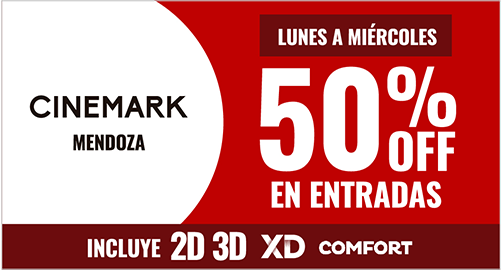 CINEMARK
MENDOZA
LUNES A MIÉRCOLES
50% OFF
EN ENTRADAS
INCLUYE 2D 3D XD COMFORT